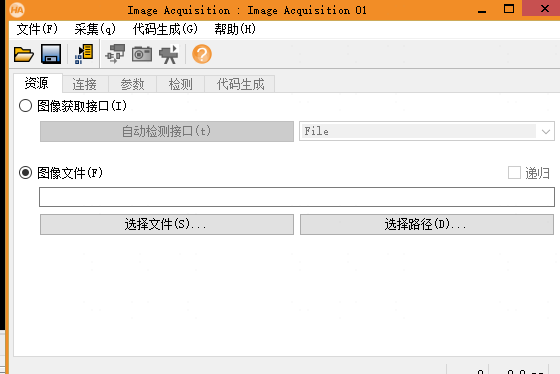 HA Image Acquisition : Image Acquisition 01
文件(F) 采集(q) 代码生成(G) 帮助(H)
资源 连接 参数 检测 代码生成
图像获取接口(I)
自动检测接口(t) File
图像文件(F) 递归
选择文件(S)... 选择路径(D)...